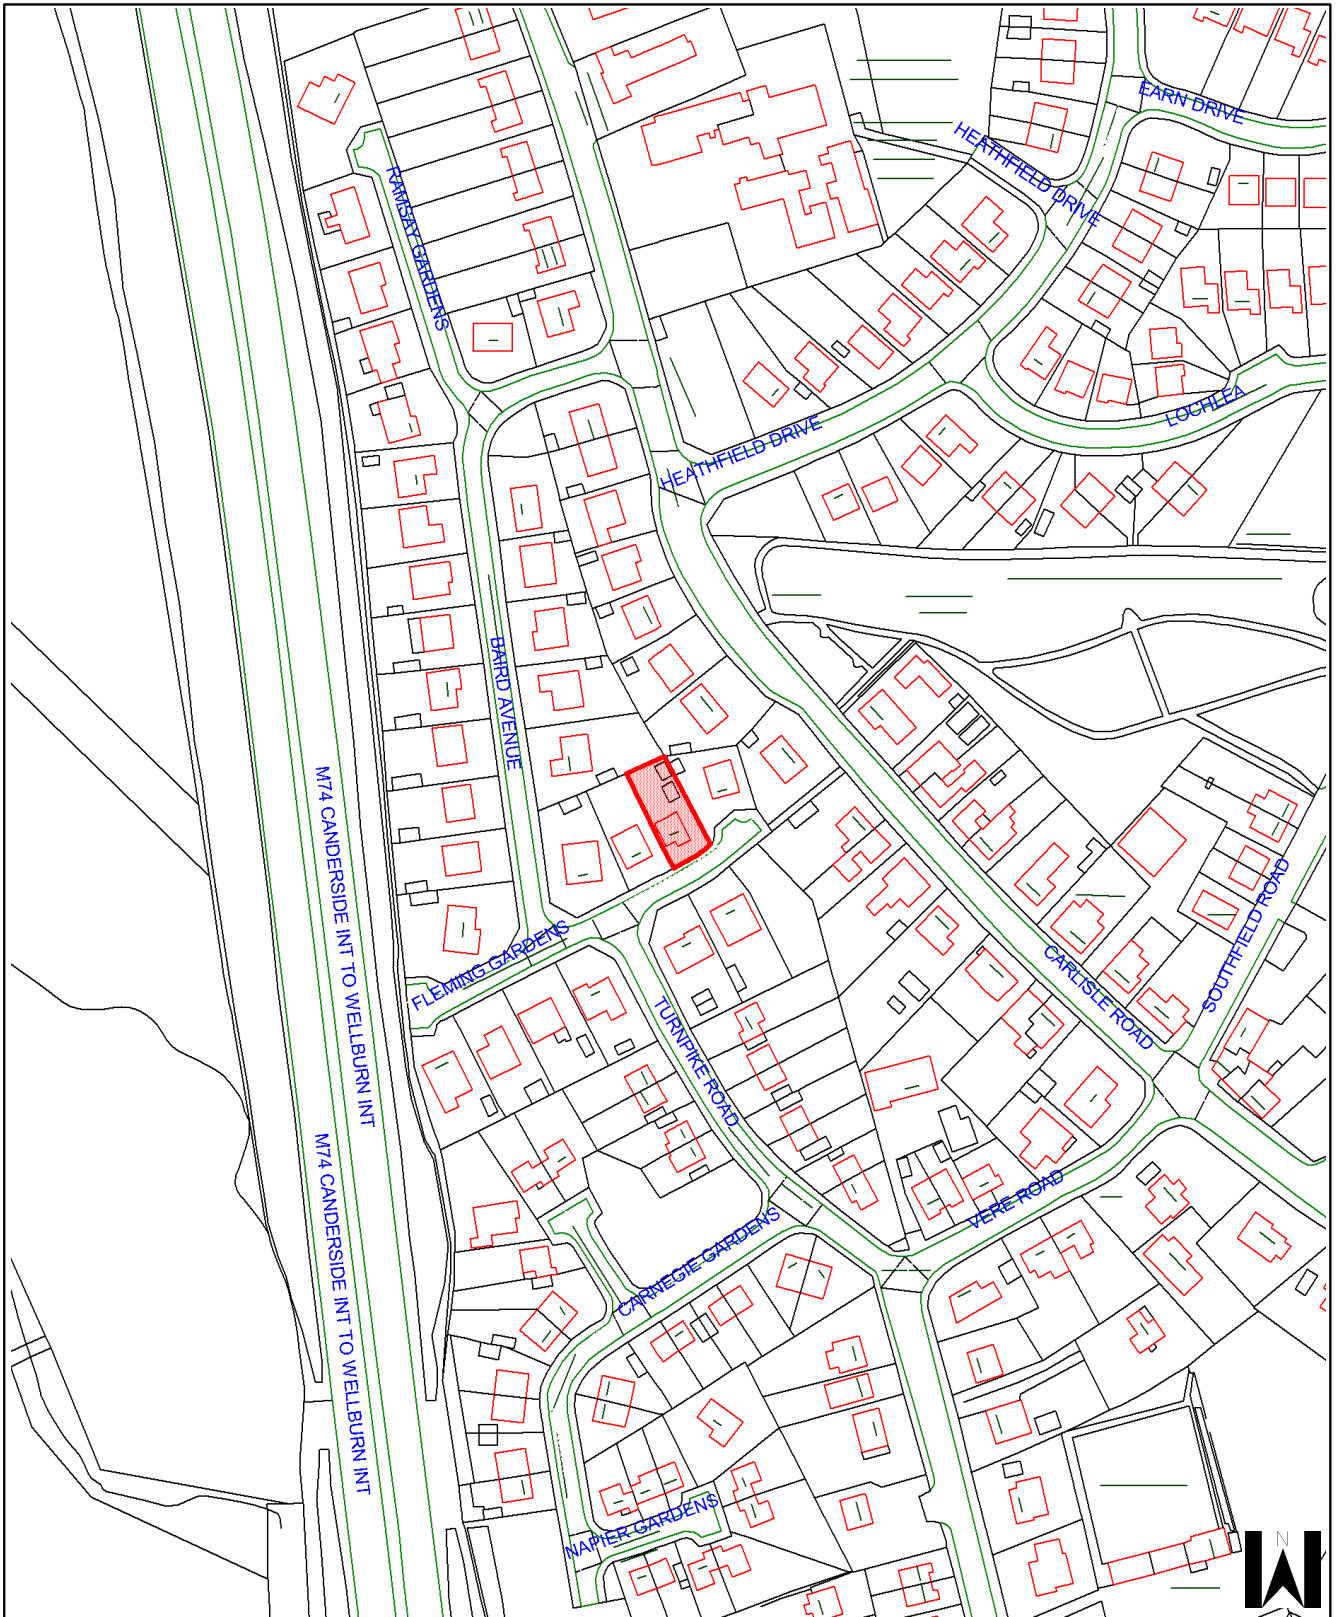 EARN DRIVE
HEATHFIELD DRIVE
RAMSAY GARDENS
LOCHLEA
HEATHFIELD DRIVE
BAIRD AVENUE
M74 CANDERSIDE INT TO WELLBURN INT
SOUTHFIELD ROAD
FLEMING GARDENS
CARLISLE ROAD
TURNPIKE ROAD
VERE ROAD
M74 CANDERSIDE INT TO WELLBURN INT
CARNEGIE GARDENS
NAPIER GARDENS
N